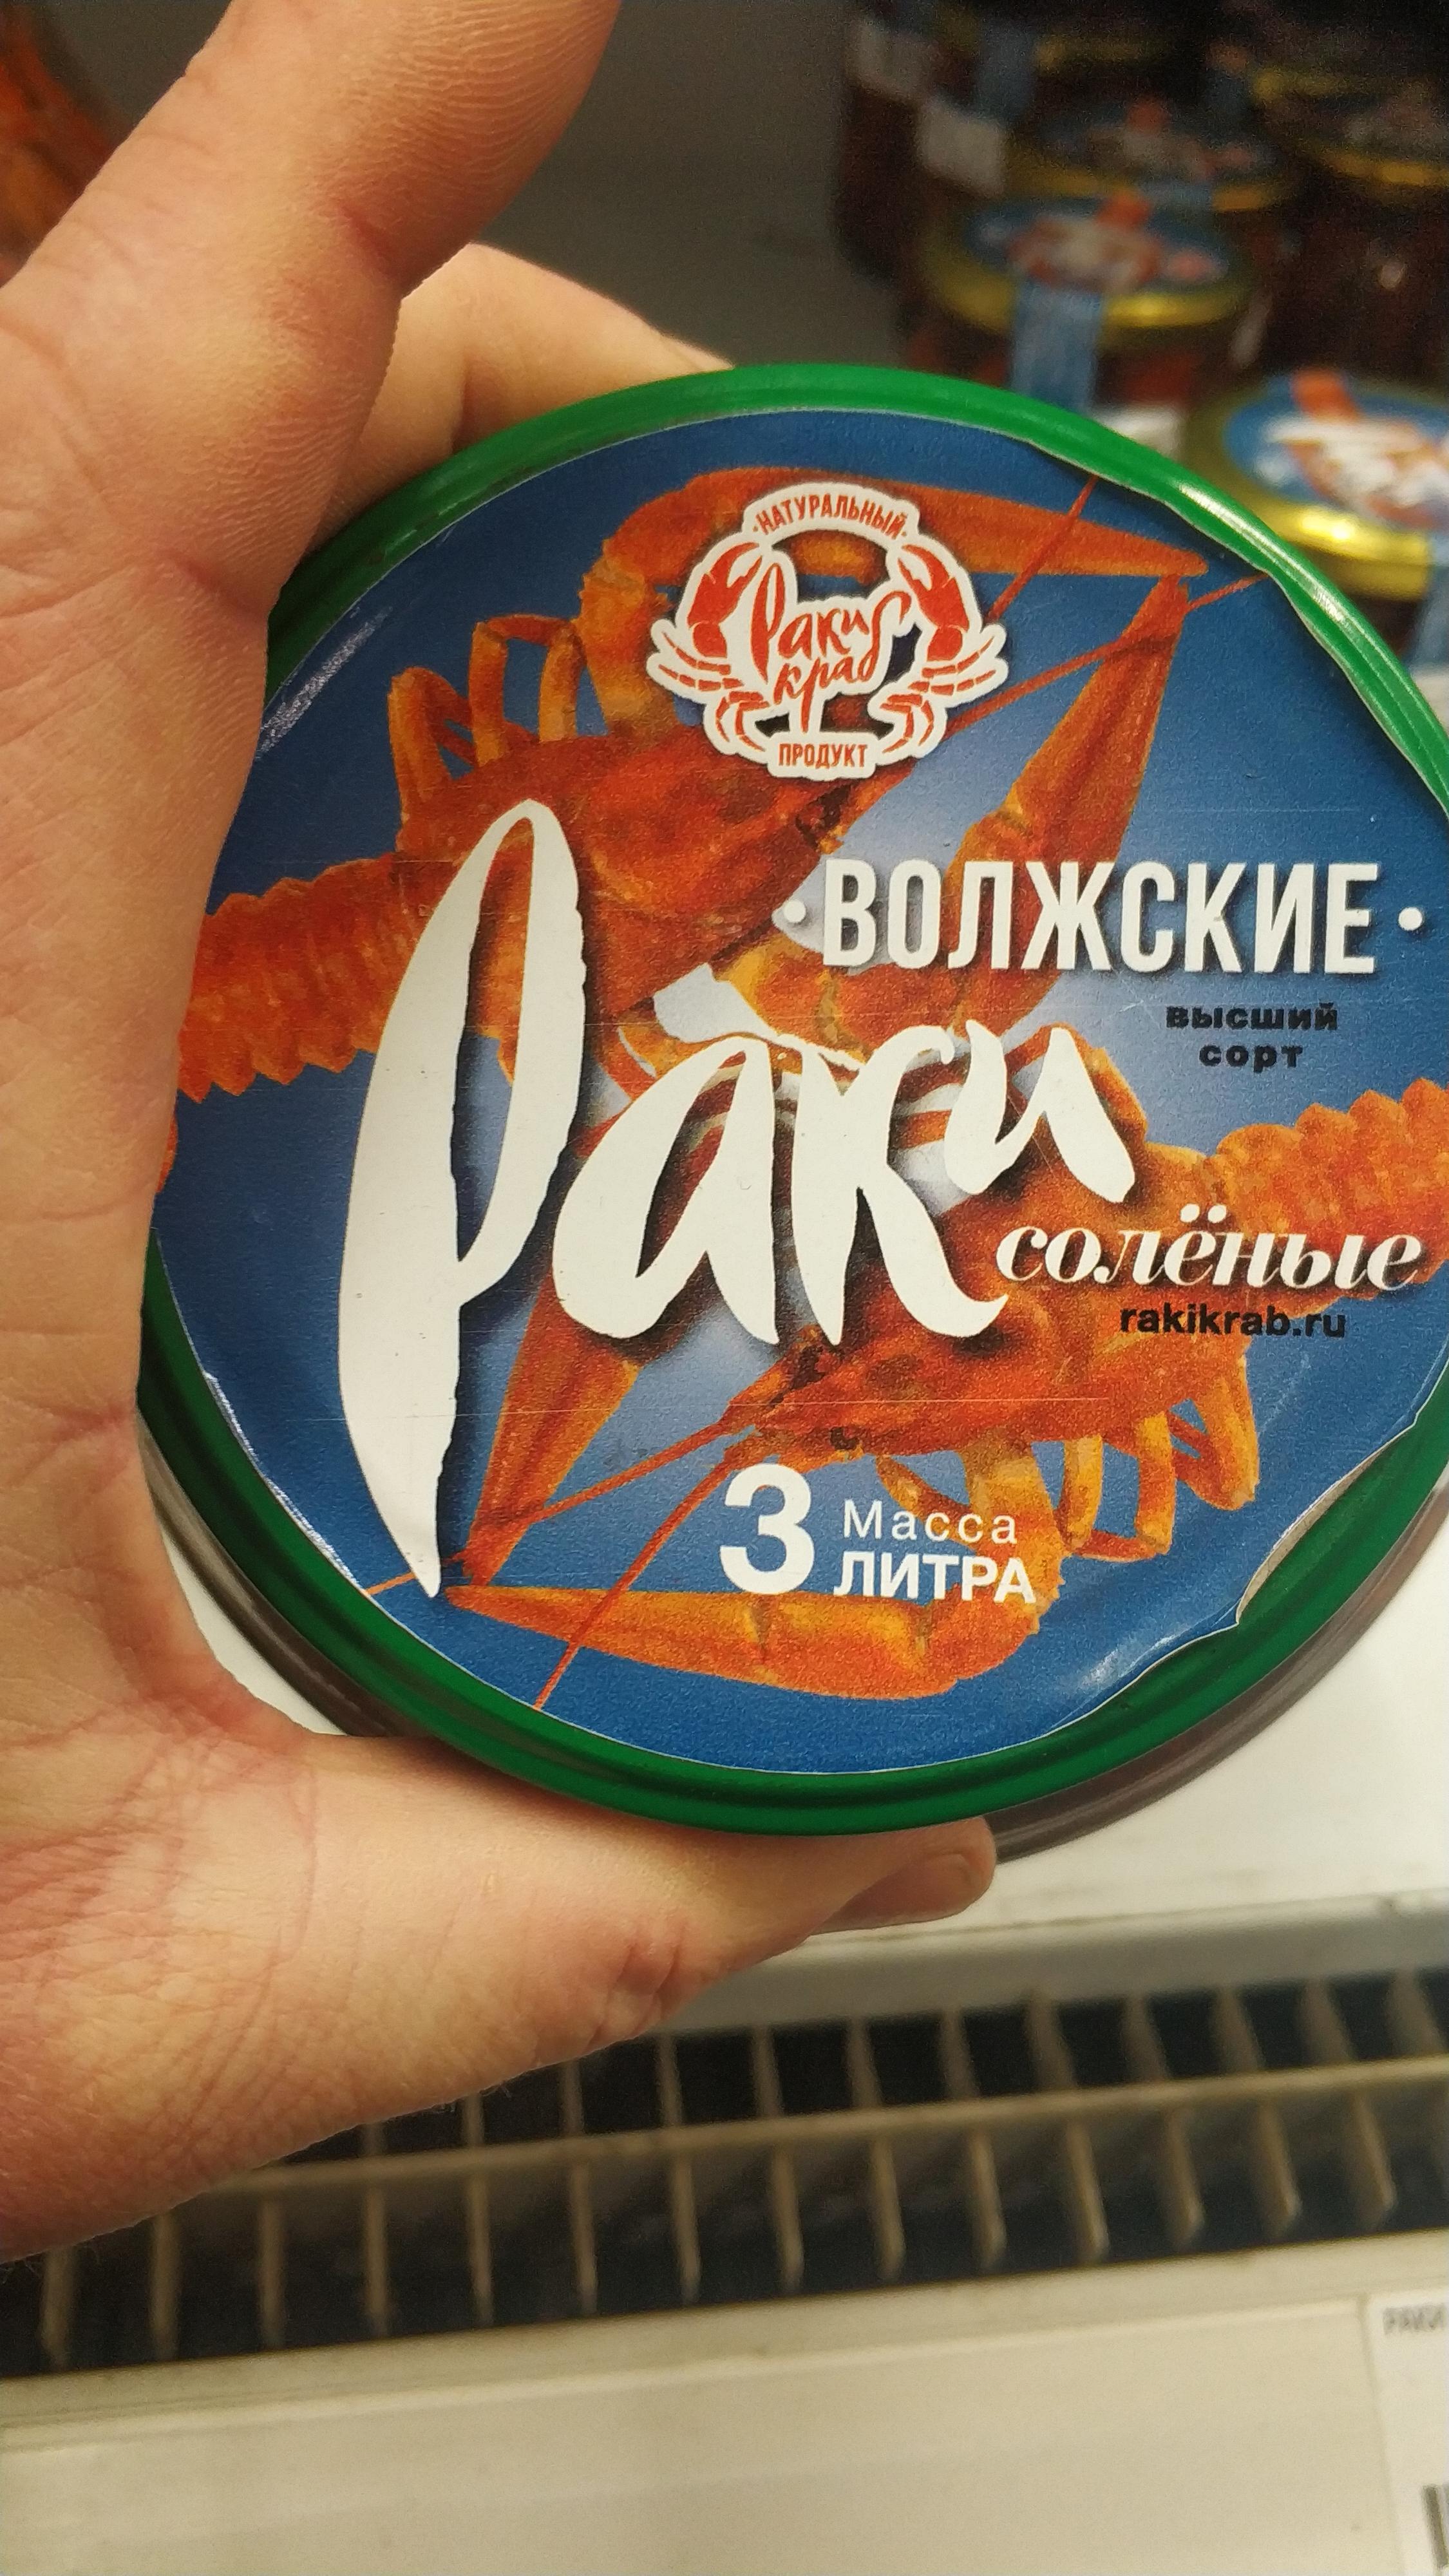 ·НАТУРАЛЬНЫЙ·
Раки
краб
ПРОДУКТ
·ВОЛЖСКИЕ·
высший
сорт
Раки
солёные
rakikrab.ru
3 Масса
ЛИТРА